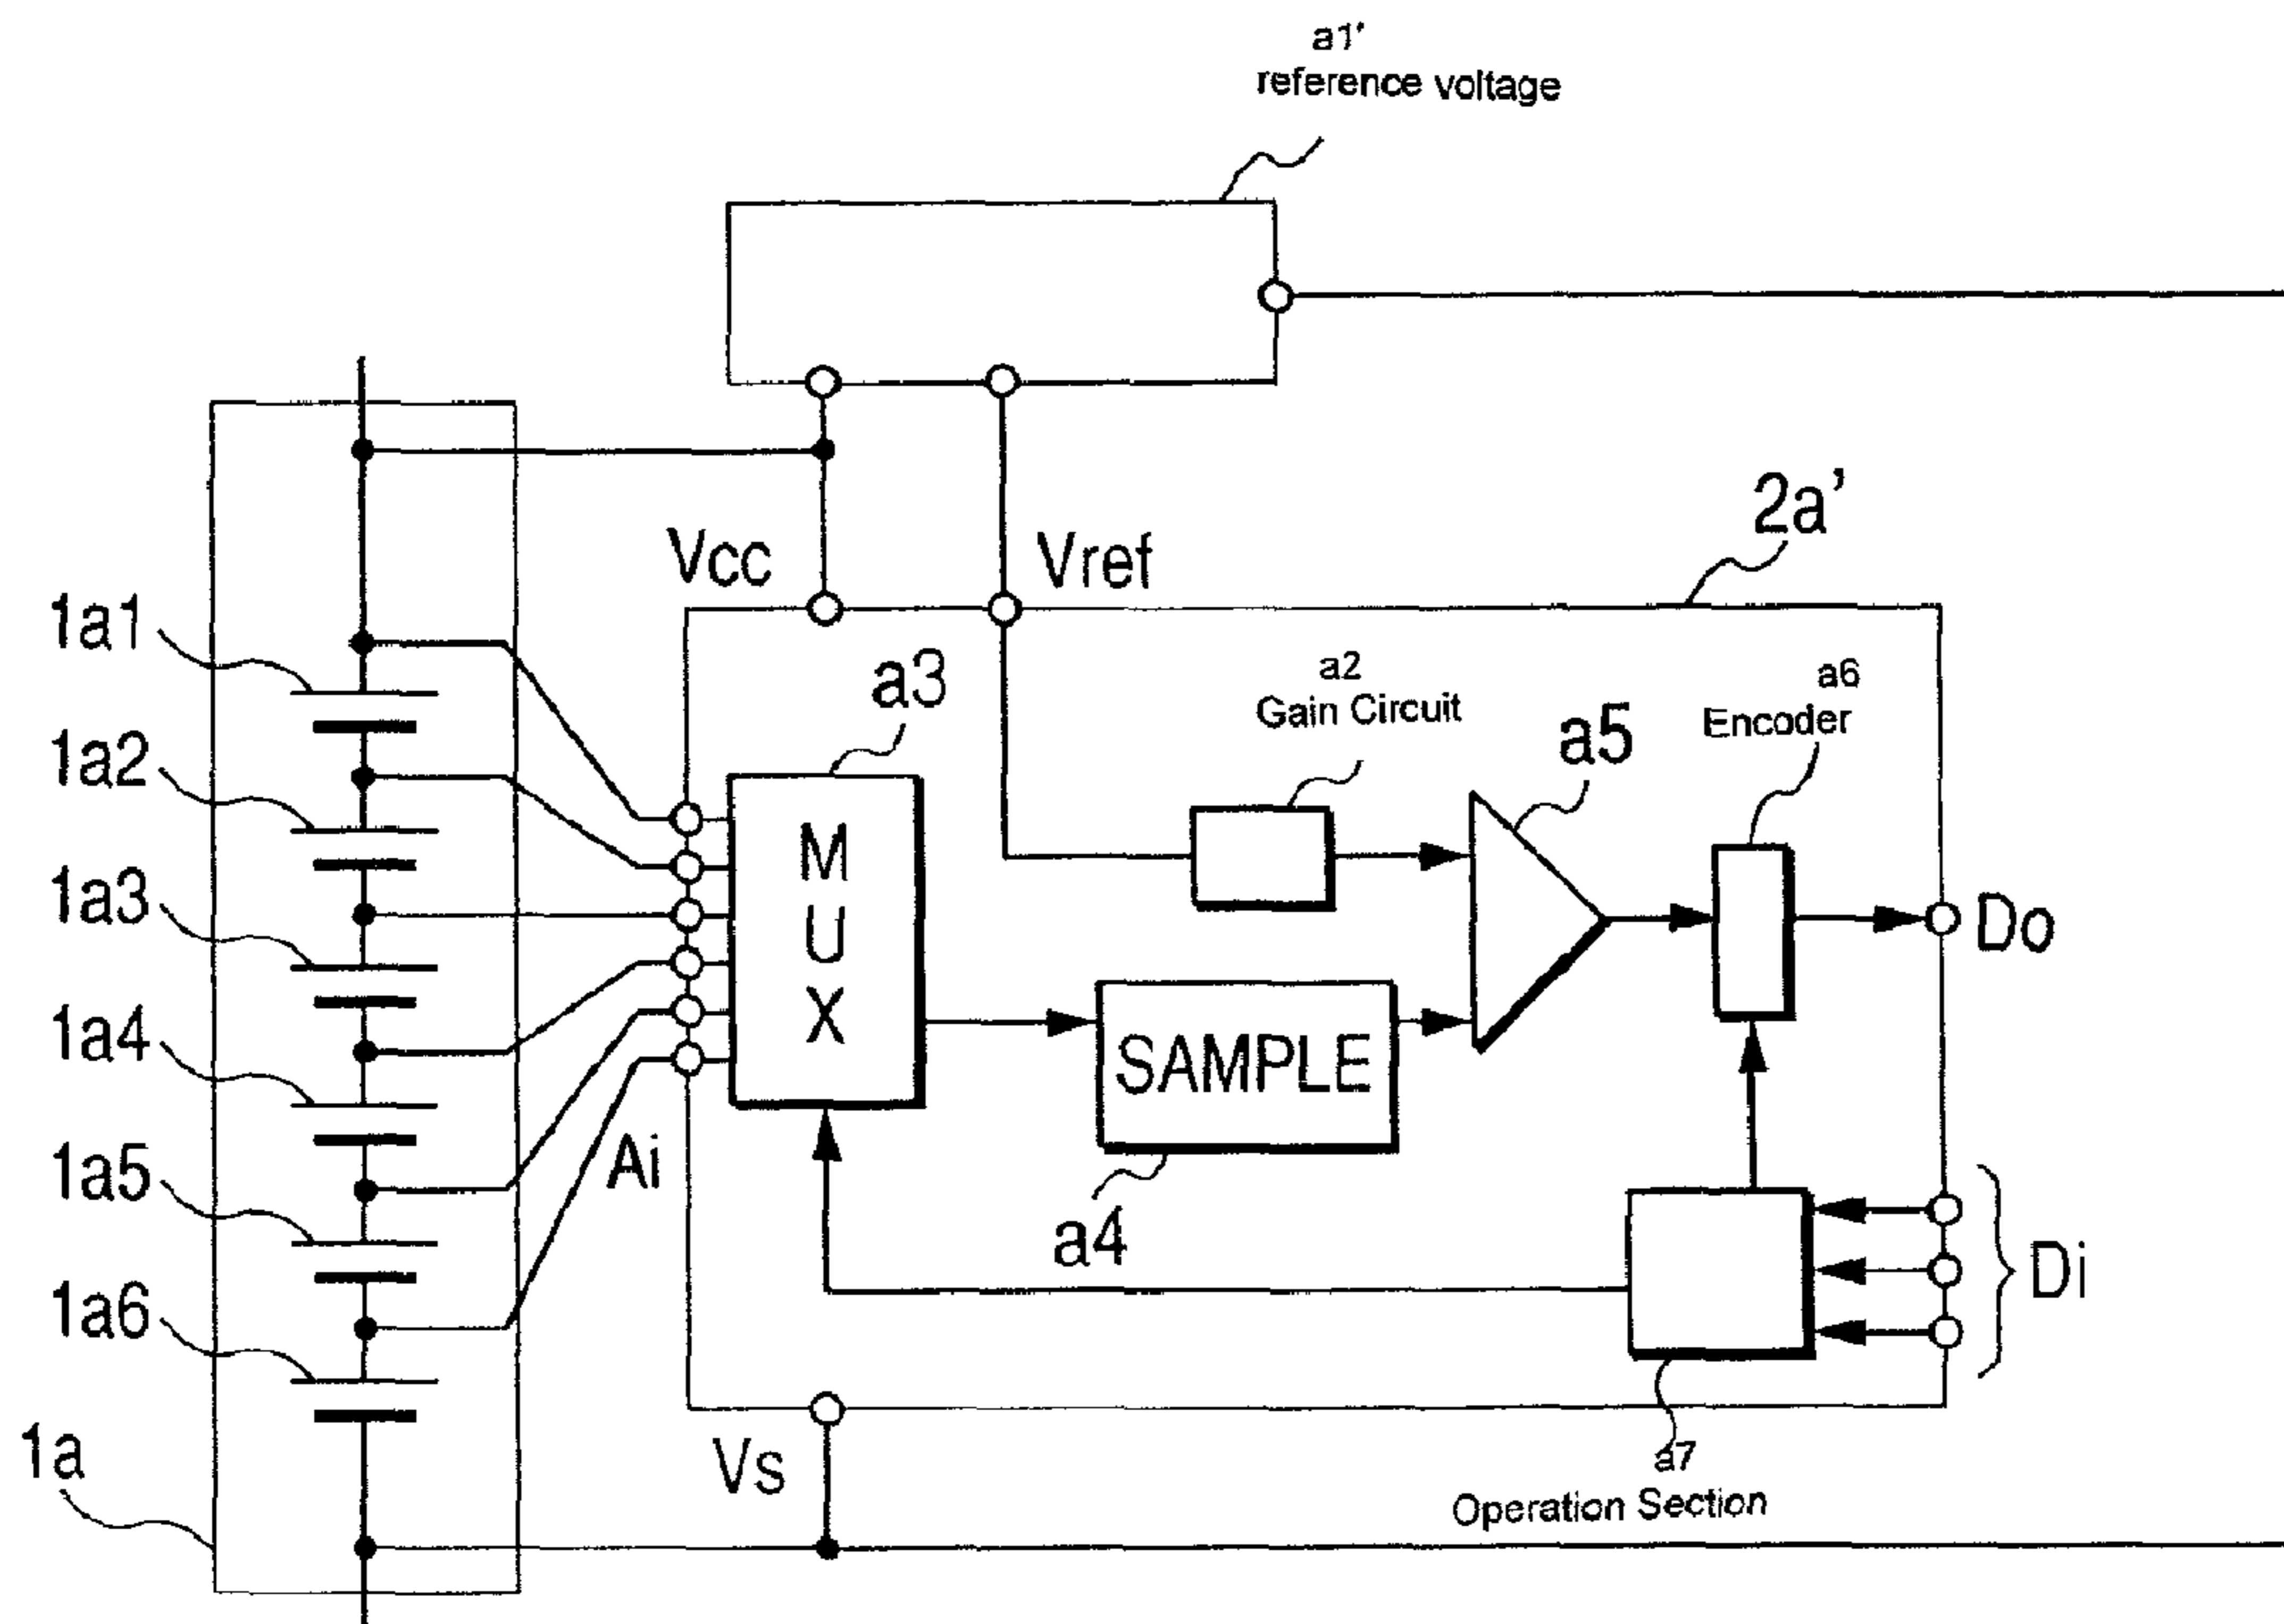 a1'
reference voltage
2a'
Vcc
Vref
1a1
a3
a2
Gain Circuit
a6
Encoder
a5
1a2
M
U
X
1a3
Do
1a4
SAMPLE
Ai
1a5
a4
Di
1a6
1a
Vs
a7
Operation Section